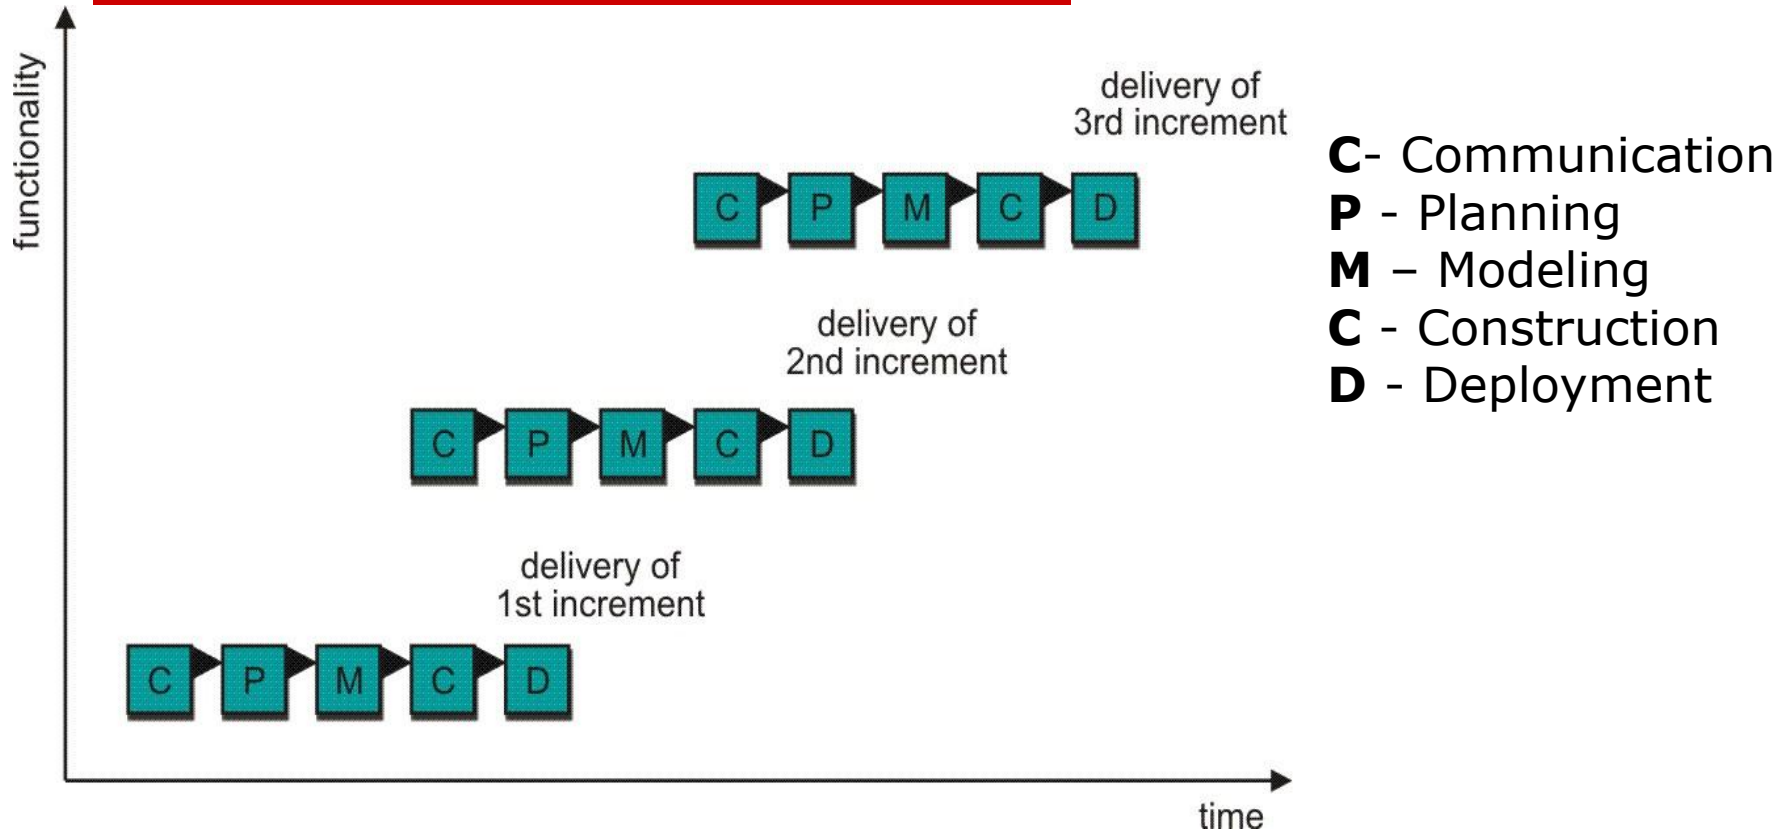 functionality
delivery of
3rd increment
C P M C D
delivery of
2nd increment
C P M C D
delivery of
1st increment
C P M C D
time
C- Communication
P - Planning
M – Modeling
C - Construction
D - Deployment